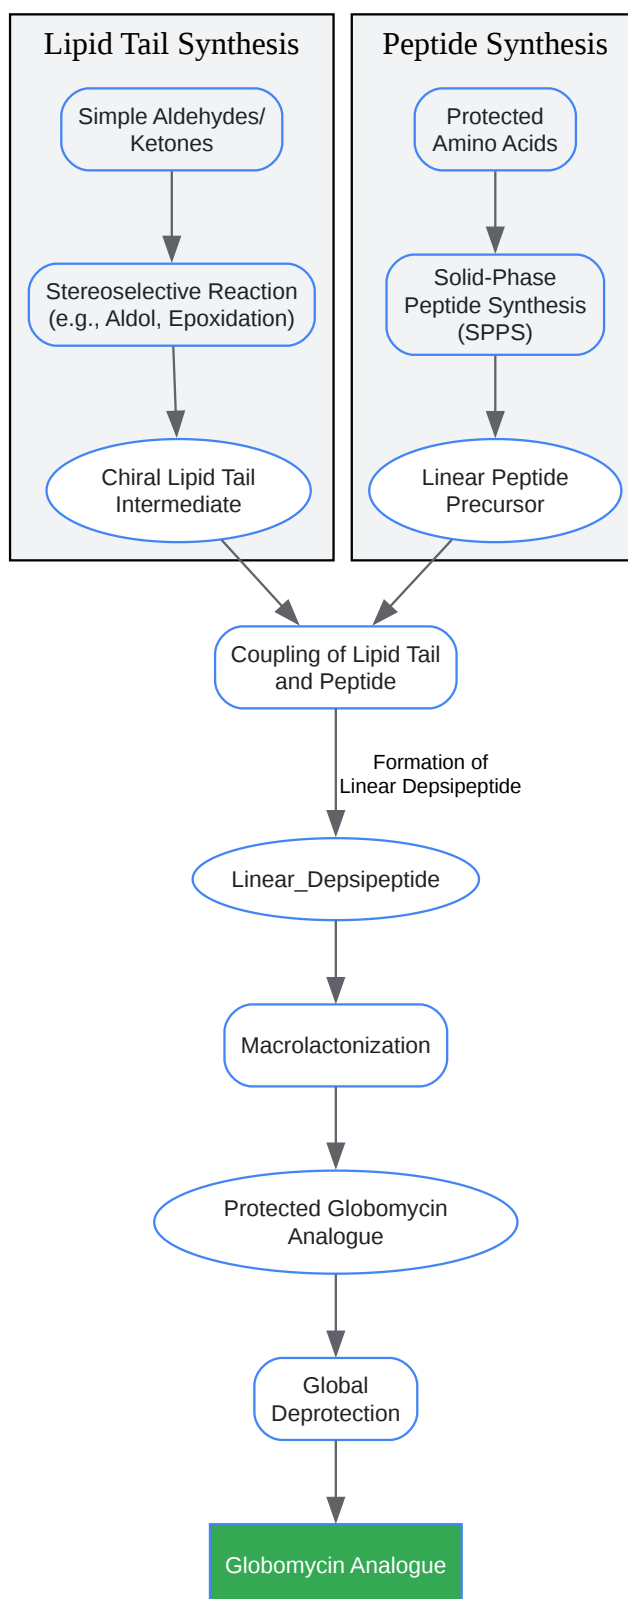 Lipid Tail Synthesis
Simple Aldehydes/
Ketones
Stereoselective Reaction
(e.g., Aldol, Epoxidation)
Chiral Lipid Tail
Intermediate
Peptide Synthesis
Protected
Amino Acids
Solid-Phase
Peptide Synthesis
(SPPS)
Linear Peptide
Precursor
Coupling of Lipid Tail
and Peptide
Formation of
Linear Depsipeptide
Linear_Depsipeptide
Macrolactonization
Protected Globomycin
Analogue
Global
Deprotection
Globomycin Analogue